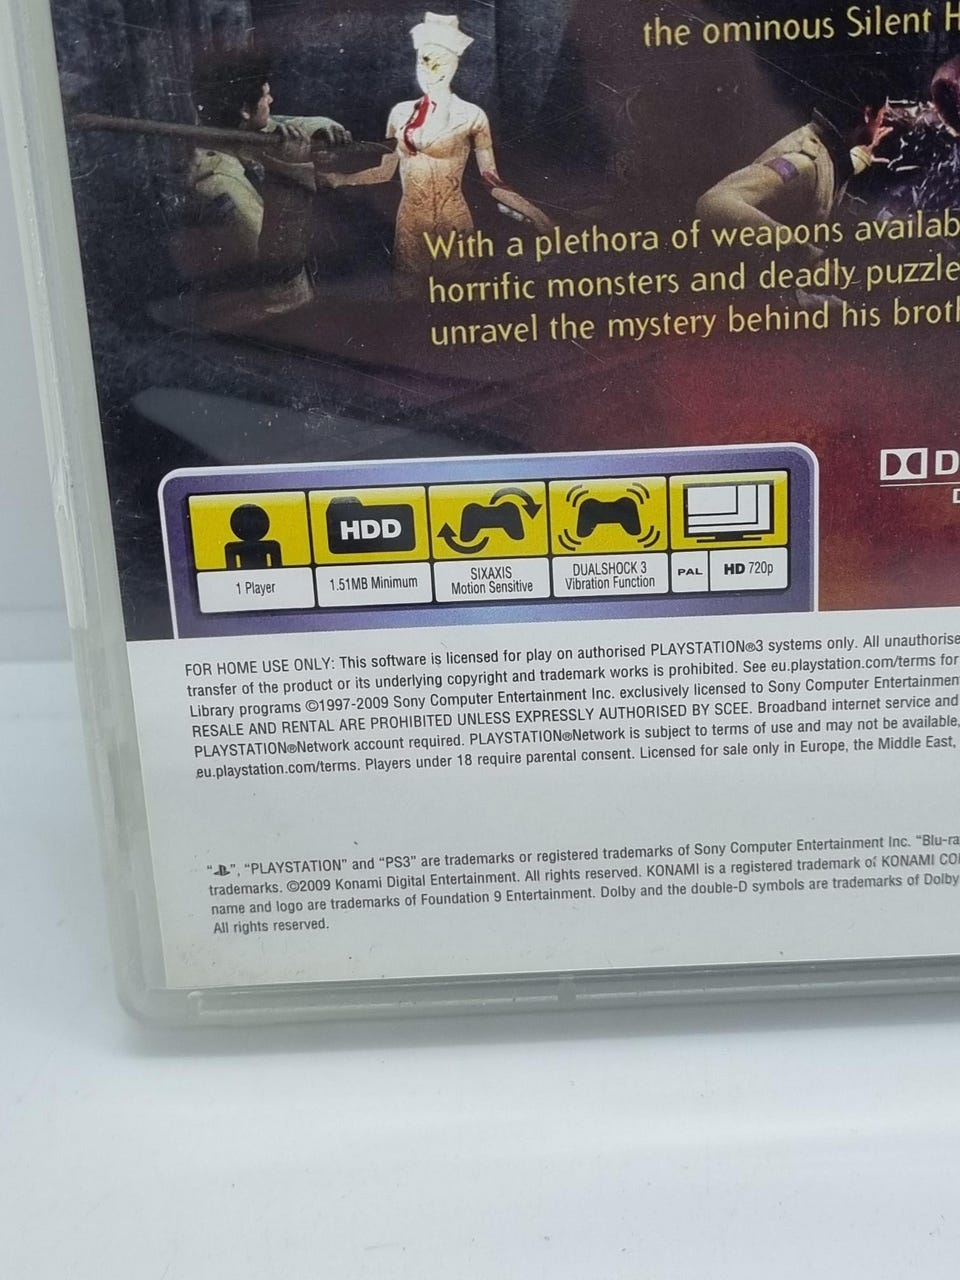 the ominous Silent H
With a plethora of weapons availab
horrific monsters and deadly puzzle
unravel the mystery behind his broth
D
D
HDD
1 Player
1.51MB Minimum
SIXAXIS
Motion Sensitive
DUALSHOCK 3
Vibration Function
PAL
HD 720p
FOR HOME USE ONLY: This software is licensed for play on authorised PLAYSTATION®3 systems only. All unauthorise
transfer of the product or its underlying copyright and trademark works is prohibited. See eu.playstation.com/terms for
Library programs ©1997-2009 Sony Computer Entertainment Inc. exclusively licensed to Sony Computer Entertainmen
RESALE AND RENTAL ARE PROHIBITED UNLESS EXPRESSLY AUTHORISED BY SCEE. Broadband internet service and
PLAYSTATION®Network account required. PLAYSTATION®Network is subject to terms of use and may not be available,
eu.playstation.com/terms. Players under 18 require parental consent. Licensed for sale only in Europe, the Middle East,
“ ”, “PLAYSTATION” and “PS3” are trademarks or registered trademarks of Sony Computer Entertainment Inc. “Blu-ra
trademarks. ©2009 Konami Digital Entertainment. All rights reserved. KONAMI is a registered trademark of KONAMI CO
name and logo are trademarks of Foundation 9 Entertainment. Dolby and the double-D symbols are trademarks of Dolby
All rights reserved.